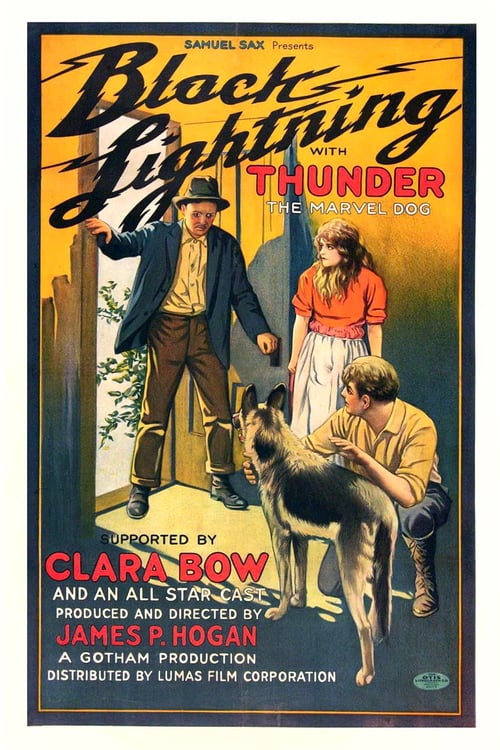 SAMUEL SAX Presents
Black
Lightning
WITH
THUNDER
THE MARVEL DOG
SUPPORTED BY
CLARA BOW
AND AN ALL STAR CAST
PRODUCED AND DIRECTED BY
JAMES P. HOGAN
A GOTHAM PRODUCTION
DISTRIBUTED BY LUMAS FILM CORPORATION
OTIS